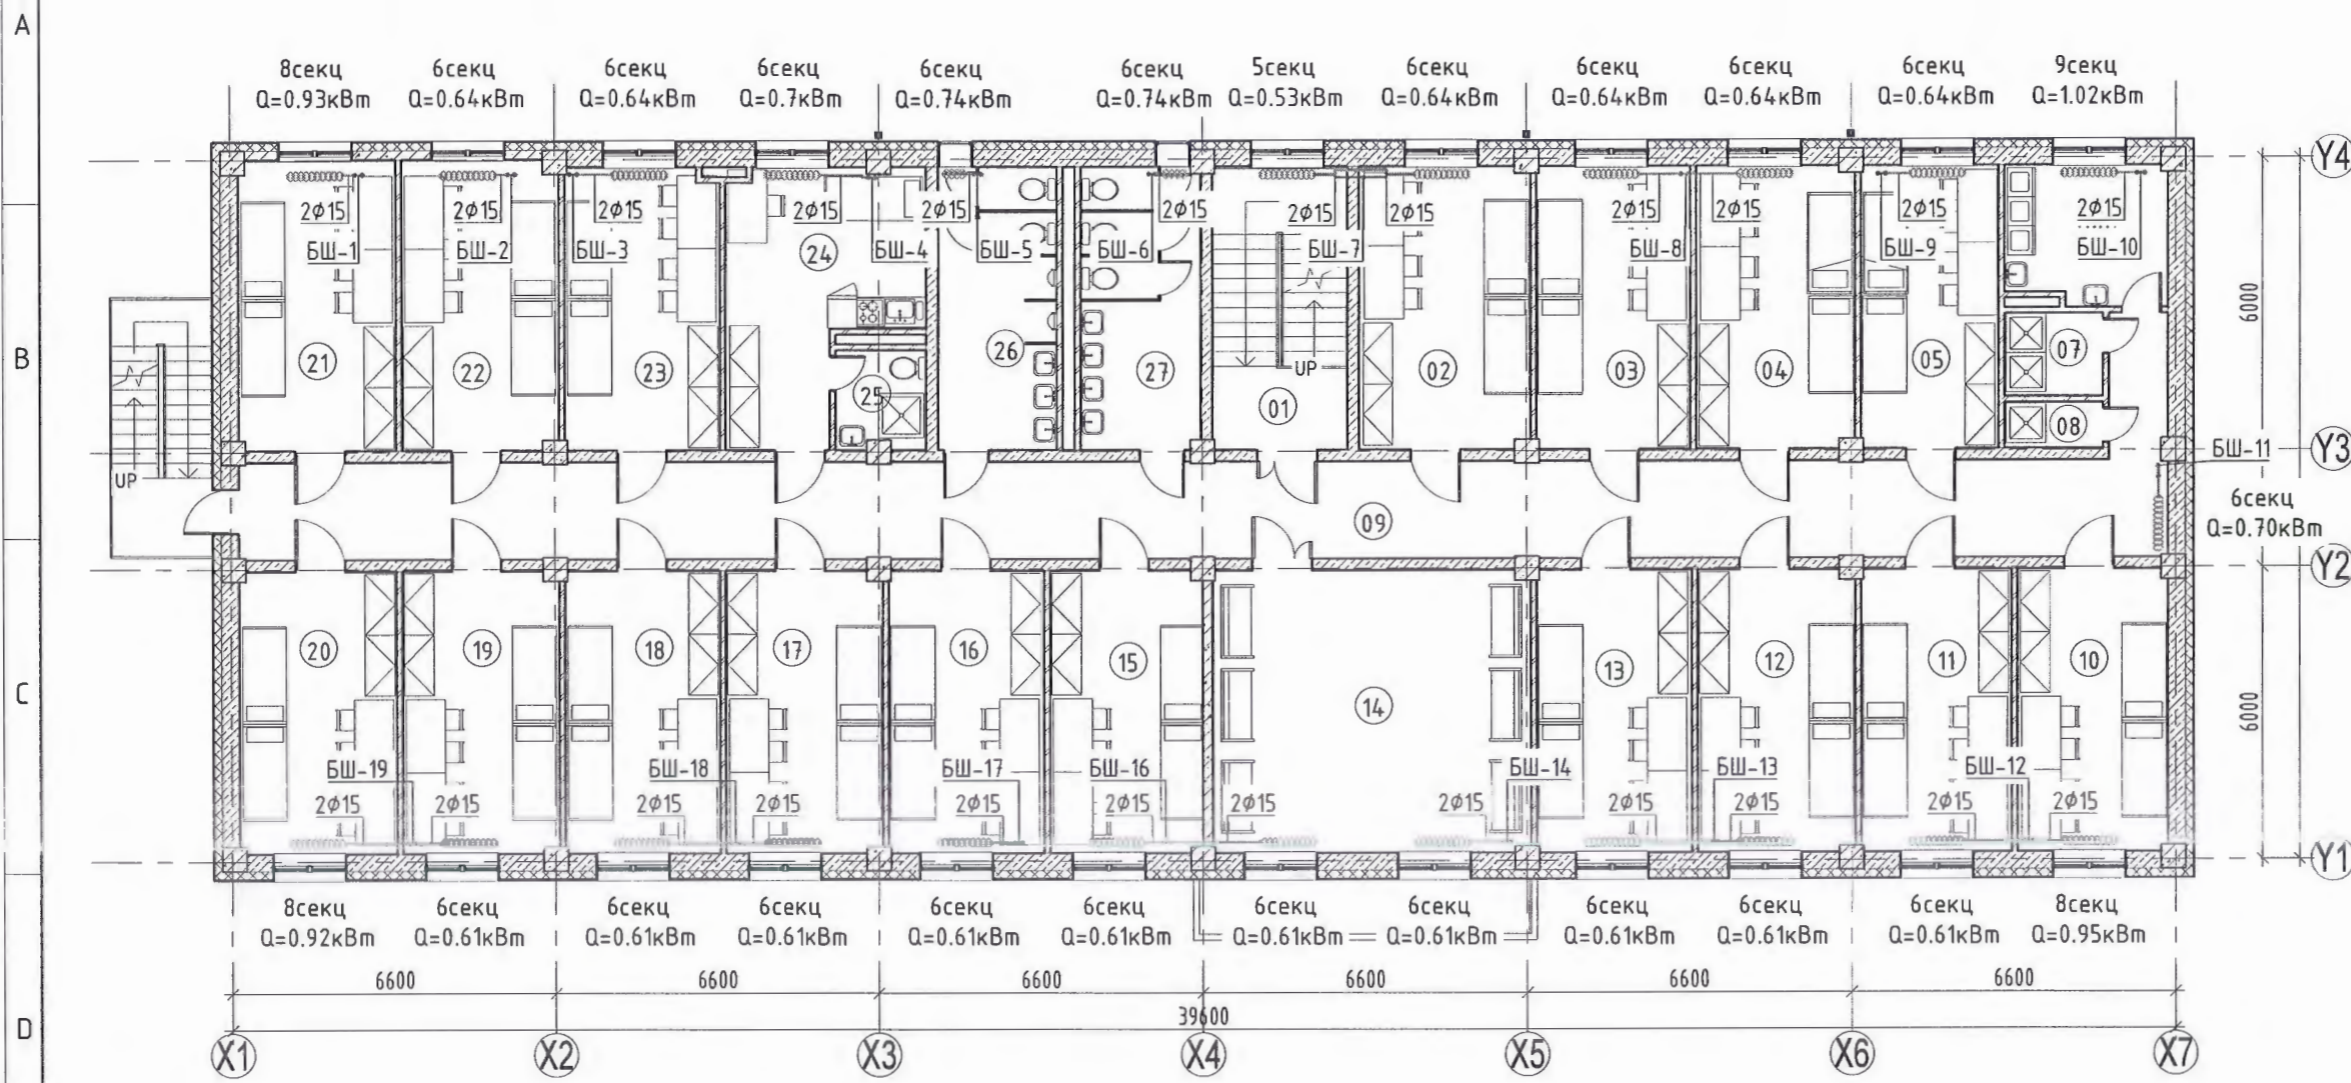 A
8секц 6секц 6секц 6секц 6секц 6секц 5секц 6секц 6секц 6секц 6секц 9секц
Q=0.93кВт Q=0.64кВт Q=0.64кВт Q=0.7кВт Q=0.74кВт Q=0.74кВт Q=0.53кВт Q=0.64кВт Q=0.64кВт Q=0.64кВт Q=0.64кВт Q=1.02кВт
Y4
2φ15 2φ15 2φ15 2φ15 2φ15 2φ15 2φ15 2φ15 2φ15 2φ15 2φ15 2φ15
БШ-1 БШ-2 БШ-3 24 БШ-4 БШ-5 БШ-6 БШ-7 БШ-8 БШ-9 БШ-10
6000
B
21 22 23 25 26 27 UP 01 02 03 04 05 07
08
UP
БШ-11 Y3
09
6секц
Q=0.70кВт
Y2
20 19 18 17 16 15 14 13 12 11 10
C
6000
БШ-19 БШ-18 БШ-17 БШ-16 БШ-14 БШ-13 БШ-12
2φ15 2φ15 2φ15 2φ15 2φ15 2φ15 2φ15 2φ15 2φ15 2φ15 2φ15 2φ15
Y1
8секц 6секц 6секц 6секц 6секц 6секц 6секц 6секц 6секц 6секц 6секц 8секц
Q=0.92кВт Q=0.61кВт Q=0.61кВт Q=0.61кВт Q=0.61кВт Q=0.61кВт Q=0.61кВт Q=0.61кВт Q=0.61кВт Q=0.61кВт Q=0.61кВт Q=0.95кВт
6600 6600 6600 6600 6600 6600
39600
D
X1 X2 X3 X4 X5 X6 X7